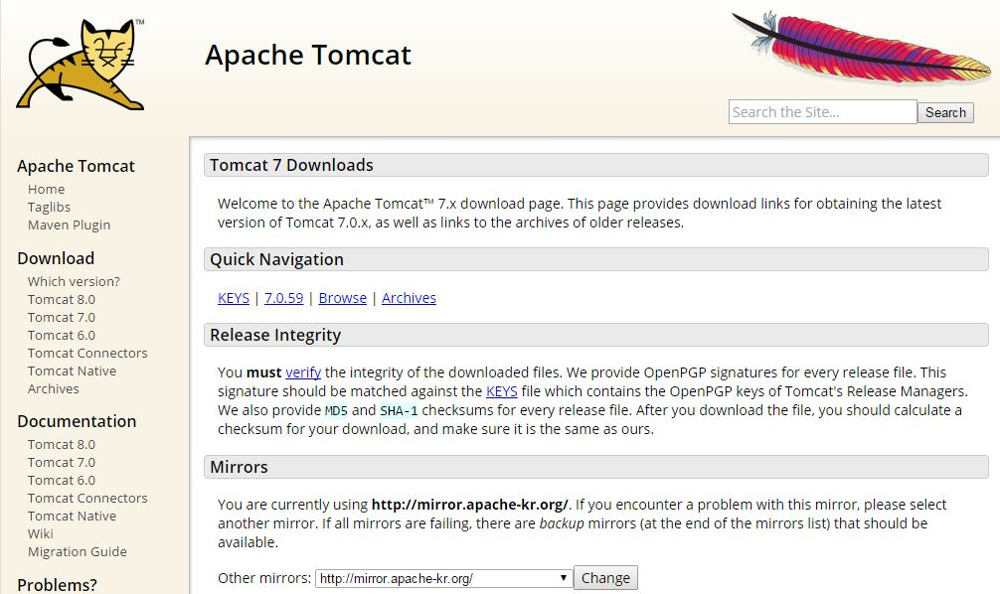 TM
Apache Tomcat
Search the Site...
Search
Apache Tomcat
Home
Taglibs
Maven Plugin
Download
Which version?
Tomcat 8.0
Tomcat 7.0
Tomcat 6.0
Tomcat Connectors
Tomcat Native
Archives
Documentation
Tomcat 8.0
Tomcat 7.0
Tomcat 6.0
Tomcat Connectors
Tomcat Native
Wiki
Migration Guide
Problems?
Tomcat 7 Downloads
Welcome to the Apache Tomcat™ 7.x download page. This page provides download links for obtaining the latest
version of Tomcat 7.0.x, as well as links to the archives of older releases.
Quick Navigation
KEYS | 7.0.59 | Browse | Archives
Release Integrity
You must verify the integrity of the downloaded files. We provide OpenPGP signatures for every release file. This
signature should be matched against the KEYS file which contains the OpenPGP keys of Tomcat's Release Managers.
We also provide MD5 and SHA-1 checksums for every release file. After you download the file, you should calculate a
checksum for your download, and make sure it is the same as ours.
Mirrors
You are currently using http://mirror.apache-kr.org/. If you encounter a problem with this mirror, please select
another mirror. If all mirrors are failing, there are backup mirrors (at the end of the mirrors list) that should be
available.
Other mirrors: http://mirror.apache-kr.org/ Change